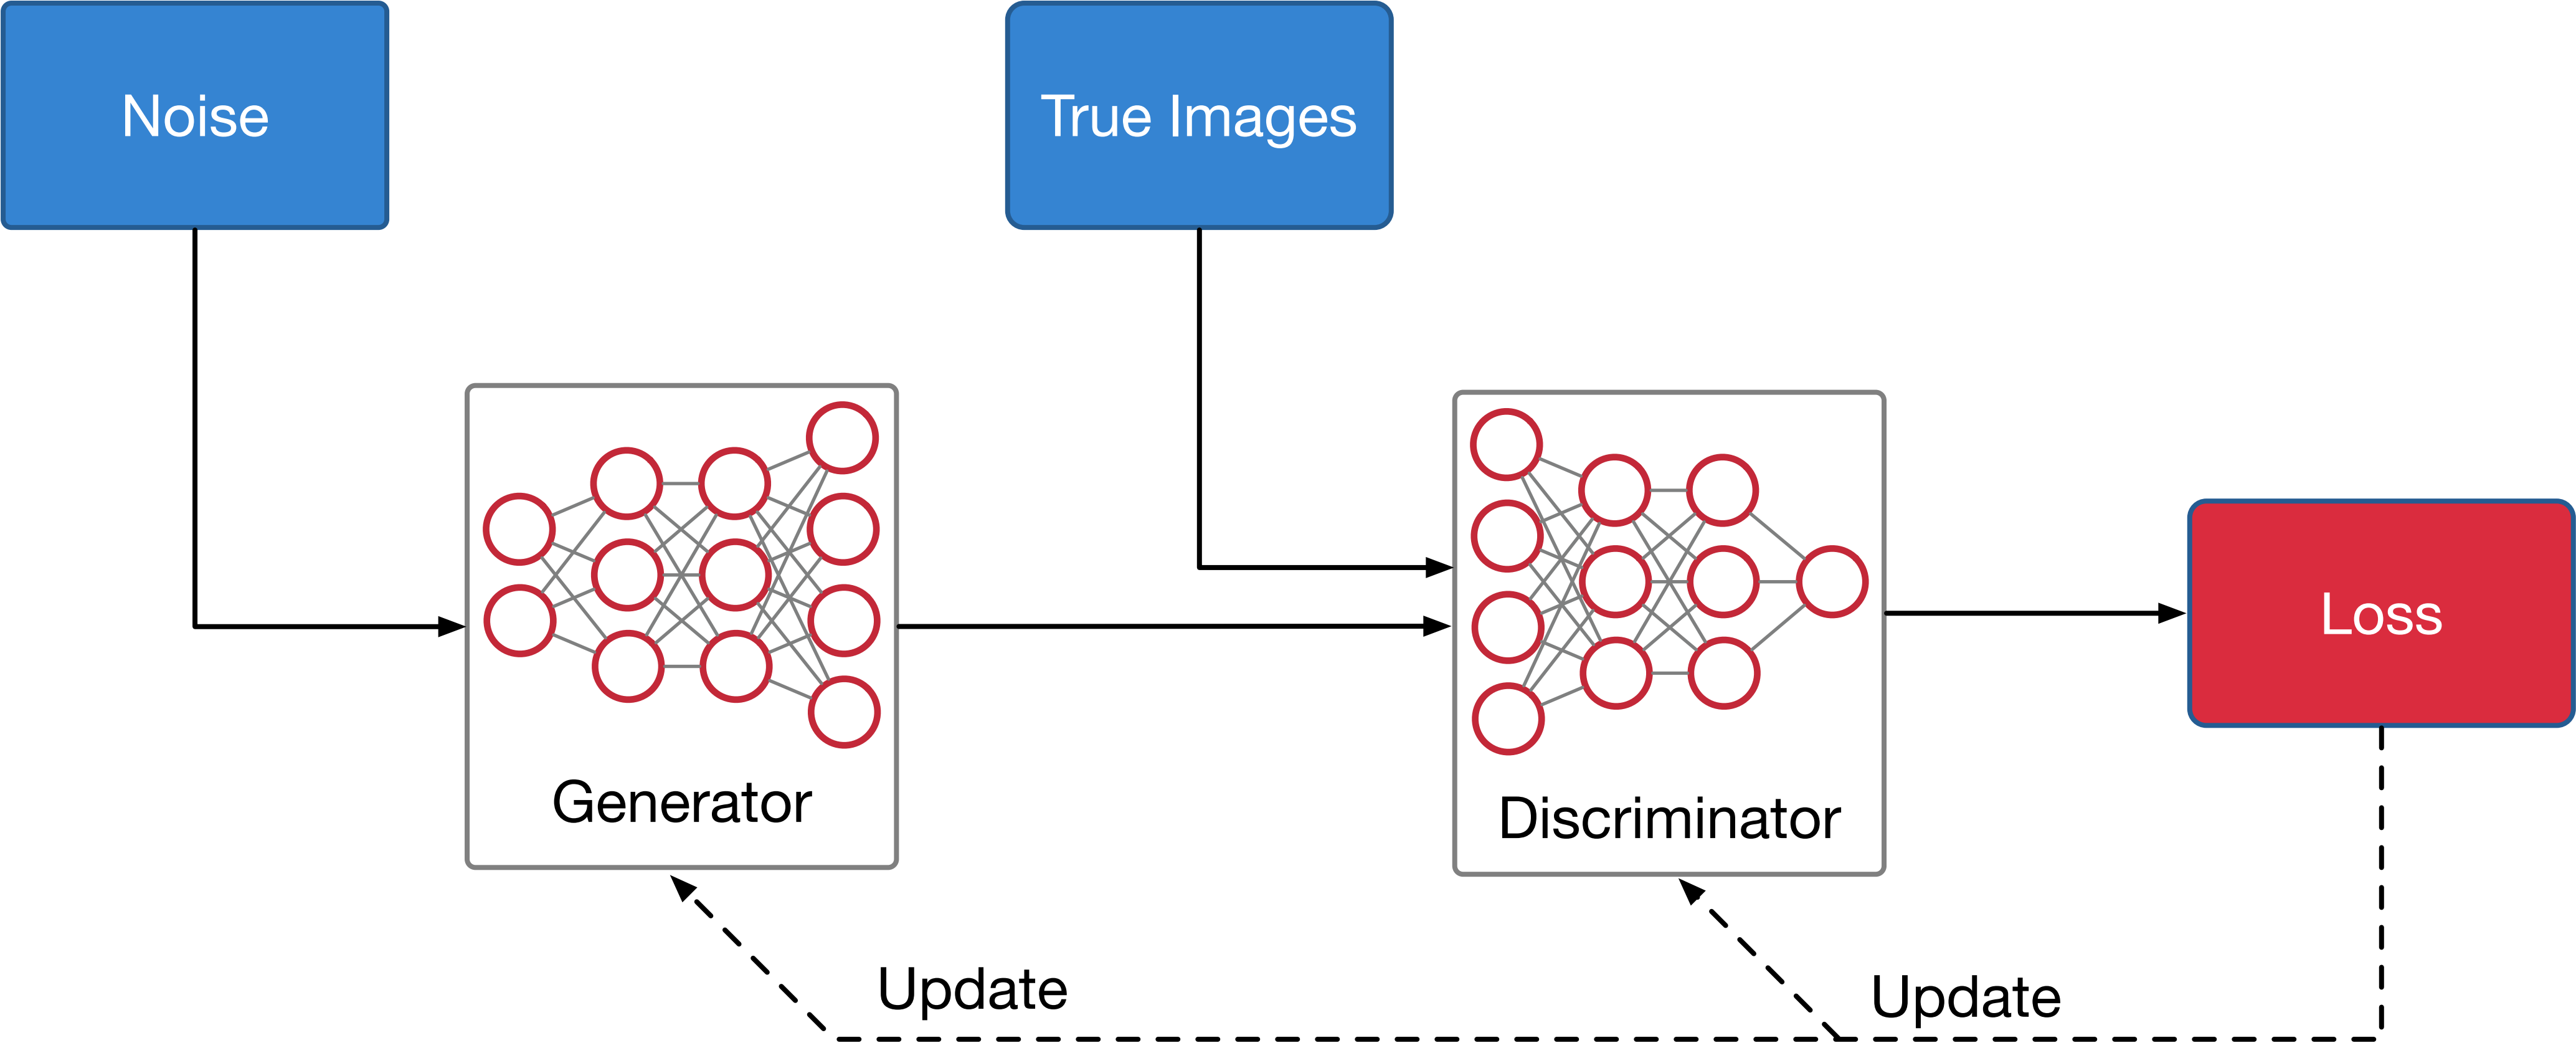 Noise
True Images
Generator
Discriminator
Loss
Update
Update